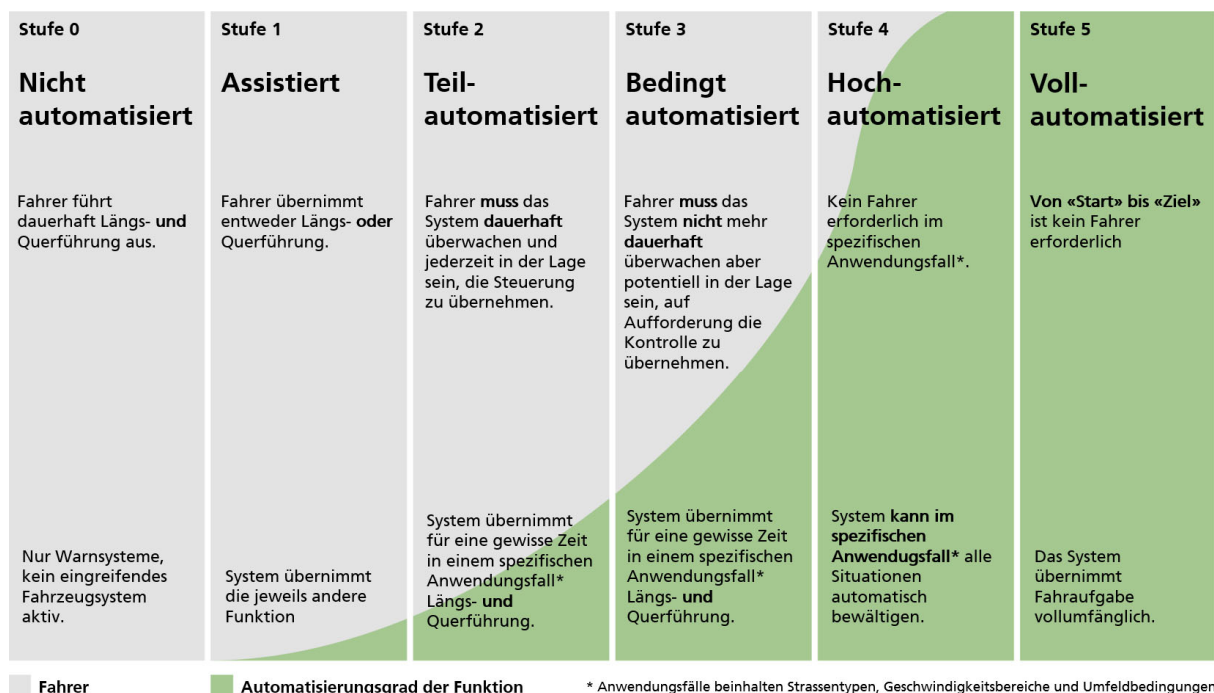 Stufe 0
Nicht
automatisiert
Fahrer führt
dauerhaft Längs- und
Querführung aus.
Nur Warnsysteme,
kein eingreifendes
Fahrzeugsystem
aktiv.
Stufe 1
Assistiert
Fahrer übernimmt
entweder Längs- oder
Querführung.
System übernimmt
die jeweils andere
Funktion
Stufe 2
Teil-
automatisiert
Fahrer muss das
System dauerhaft
überwachen und
jederzeit in der Lage
sein, die Steuerung
zu übernehmen.
System übernimmt
für eine gewisse Zeit
in einem spezifischen
Anwendungsfall*
Längs- und
Querführung.
Stufe 3
Bedingt
automatisiert
Fahrer muss das
System nicht mehr
dauerhaft
überwachen aber
potentiell in der Lage
sein, auf
Aufforderung die
Kontrolle zu
übernehmen.
System übernimmt
für eine gewisse Zeit
in einem spezifischen
Anwendungsfall*
Längs- und
Querführung.
Stufe 4
Hoch-
automatisiert
Kein Fahrer
erforderlich im
spezifischen
Anwendungsfall*.
System kann im
spezifischen
Anwendugsfall* alle
Situationen
automatisch
bewältigen.
Stufe 5
Voll-
automatisiert
Von «Start» bis «Ziel»
ist kein Fahrer
erforderlich
Das System
übernimmt
Fahraufgabe
vollumfänglich.
Fahrer
Automatisierungsgrad der Funktion
* Anwendungsfälle beinhalten Strassentypen, Geschwindigkeitsbereiche und Umfeldbedingungen